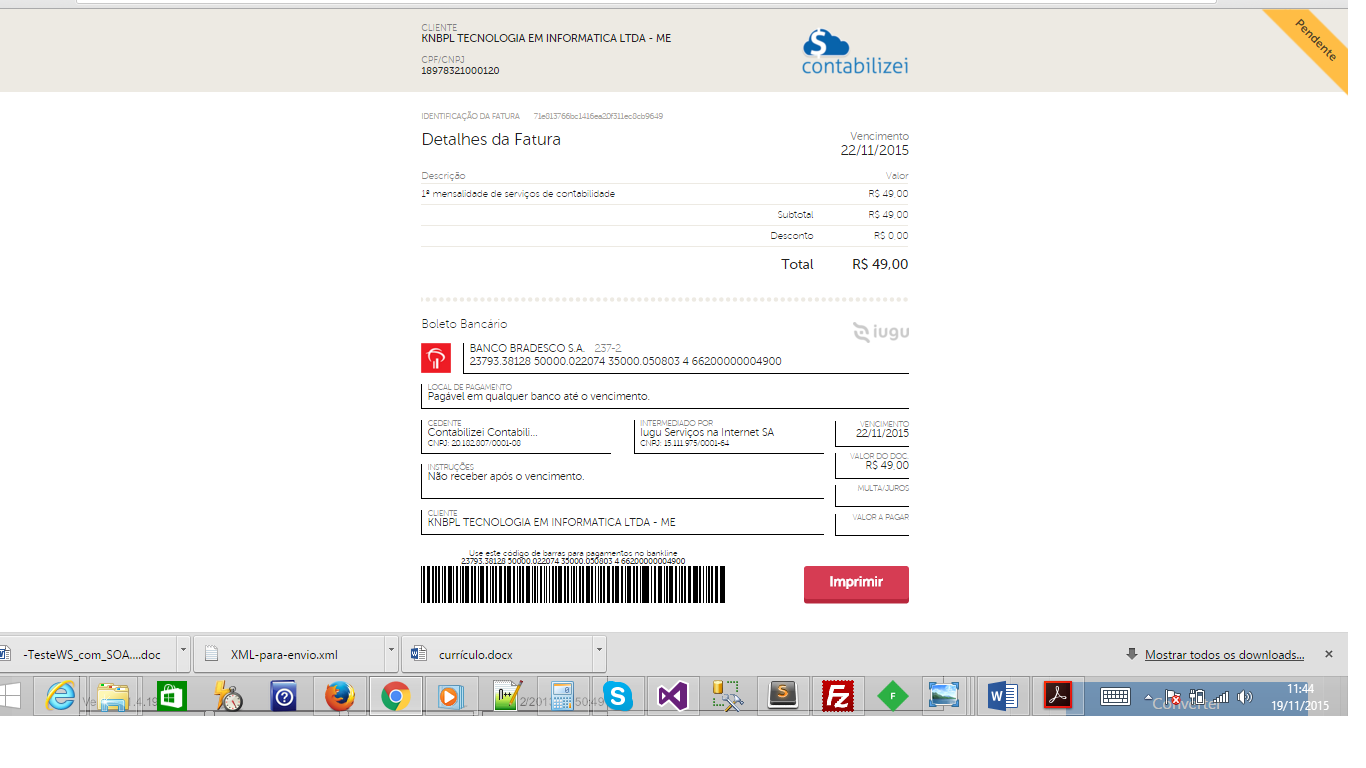 CLIENTE
KNBPL TECNOLOGIA EM INFORMATICA LTDA - ME
CPF/CNPJ
18978321000120
contabilizei
Pendente
IDENTIFICAÇÃO DA FATURA 71e813766bc1416ea20f311ec8cb9649
Detalhes da Fatura
Vencimento
22/11/2015
Descrição Valor
1ª mensalidade de serviços de contabilidade R$ 49,00
Subtotal R$ 49,00
Desconto R$ 0,00
Total R$ 49,00
Boleto Bancário
iugu
BANCO BRADESCO S.A. 237-2
23793.38128 50000.022074 35000.050803 4 66200000004900
LOCAL DE PAGAMENTO
Pagável em qualquer banco até o vencimento.
CEDENTE
Contabilizei Contabili...
CNPJ: 20.182.807/0001-08
INTERMEDIADO POR
Iugu Serviços na Internet SA
CNPJ: 15.111.975/0001-64
VENCIMENTO
22/11/2015
VALOR DO DOC.
R$ 49,00
INSTRUÇÕES
Não receber após o vencimento.
MULTA/JUROS
CLIENTE
KNBPL TECNOLOGIA EM INFORMATICA LTDA - ME
VALOR A PAGAR
Use este código de barras para pagamentos no bankline
23793.38128 50000.022074 35000.050803 4 66200000004900
Imprimir
-TesteWS_com_SOA....doc
XML-para-envio.xml
currículo.docx
Mostrar todos os downloads...
11:44
19/11/2015
Converter